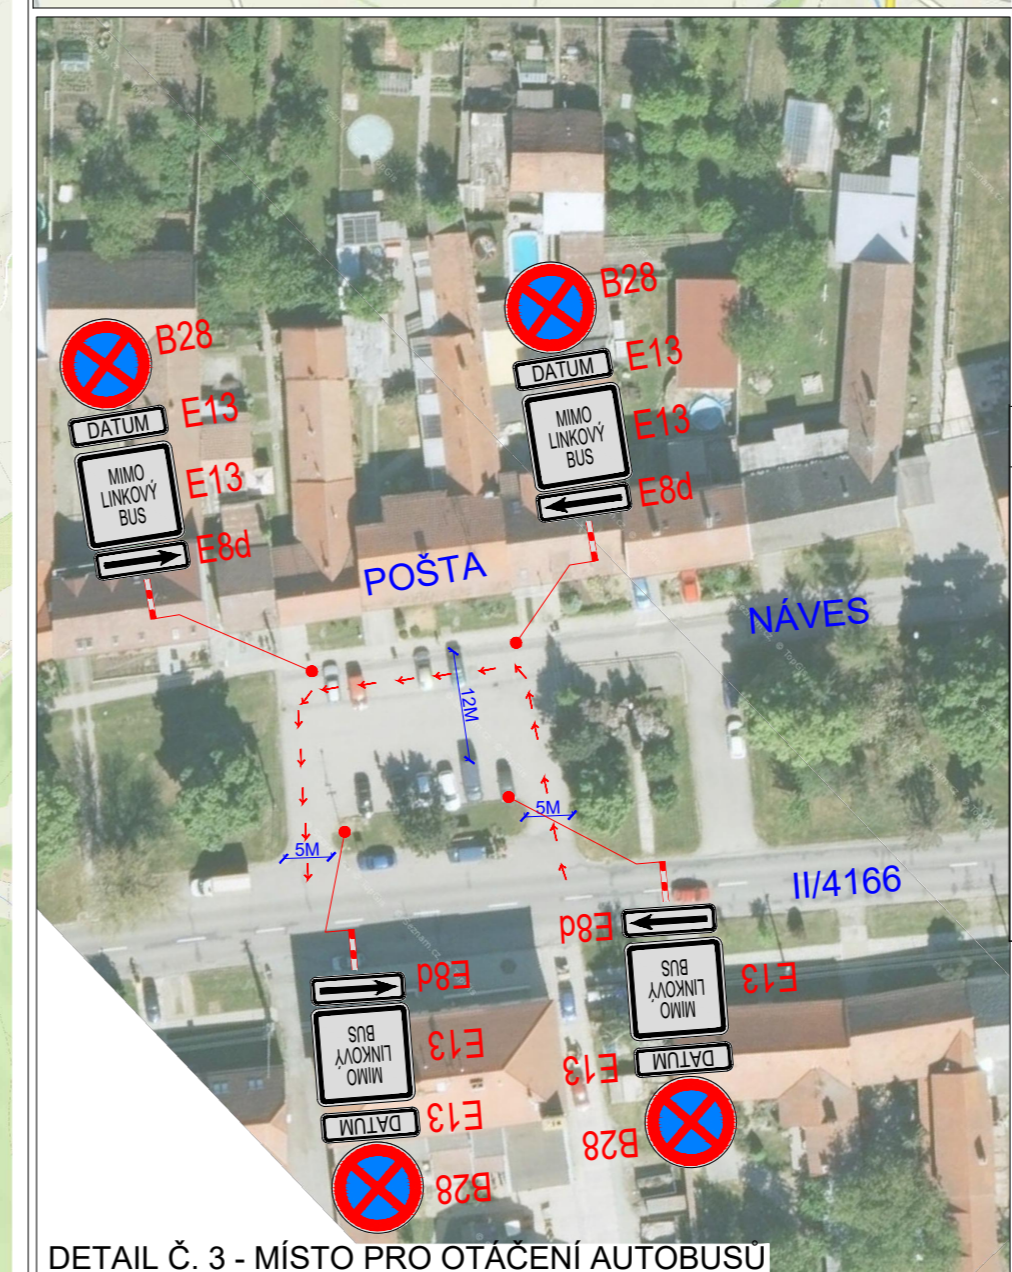 B28
E13
DATUM
E13
MIMO
LINKOVÝ
BUS
E8d
B28
E13
DATUM
E13
MIMO
LINKOVÝ
BUS
E8d
POŠTA
NÁVES
12M
5M
5M
II/4166
E8d
MIMO
LINKOVÝ
BUS
E13
DATUM
E13
B28
E8d
MIMO
LINKOVÝ
BUS
E13
DATUM
E13
B28
DETAIL Č. 3 - MÍSTO PRO OTÁČENÍ AUTOBUSŮ